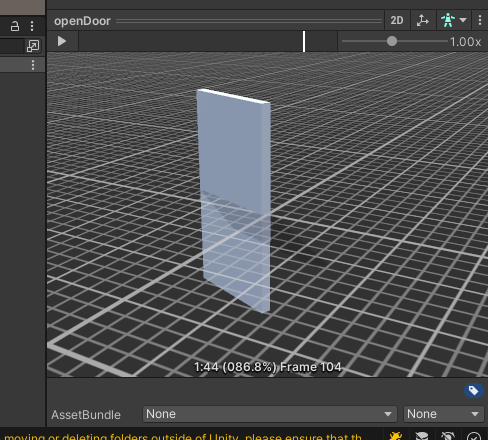 openDoor
2D
1.00x
1:44 (086.8%) Frame 104
AssetBundle
None
None
moving or deleting folders outside of Unity, please ensure that th